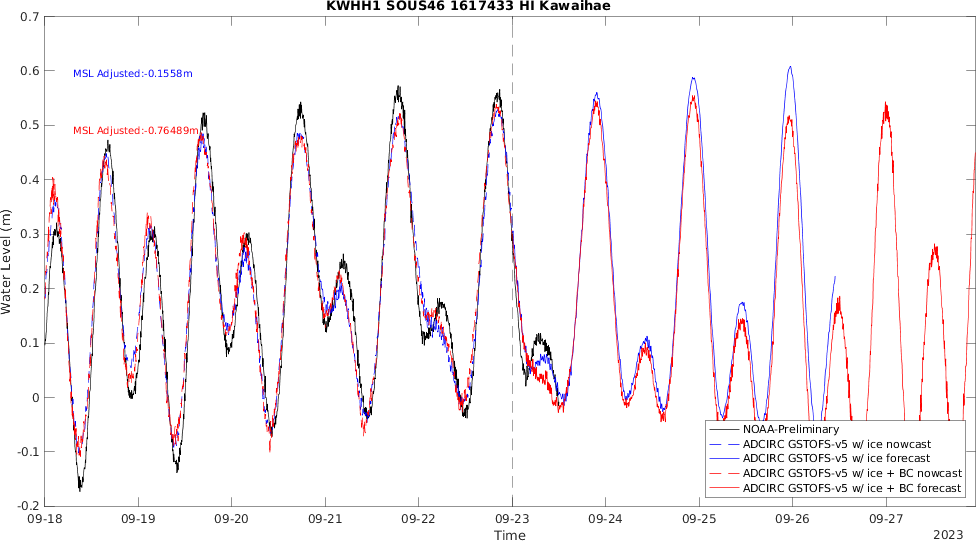 KWHH1 SOUS46 1617433 HI Kawaihae
0.7
0.6
0.5
0.4
0.3
0.2
0.1
0
-0.1
-0.2
Water Level (m)
MSL Adjusted:-0.1558m
MSL Adjusted:-0.76489m
NOAA-Preliminary
ADCIRC GSTOFS-v5 w/ ice nowcast
ADCIRC GSTOFS-v5 w/ ice forecast
ADCIRC GSTOFS-v5 w/ ice + BC nowcast
ADCIRC GSTOFS-v5 w/ ice + BC forecast
09-18 09-19 09-20 09-21 09-22 09-23 09-24 09-25 09-26 09-27
Time
2023